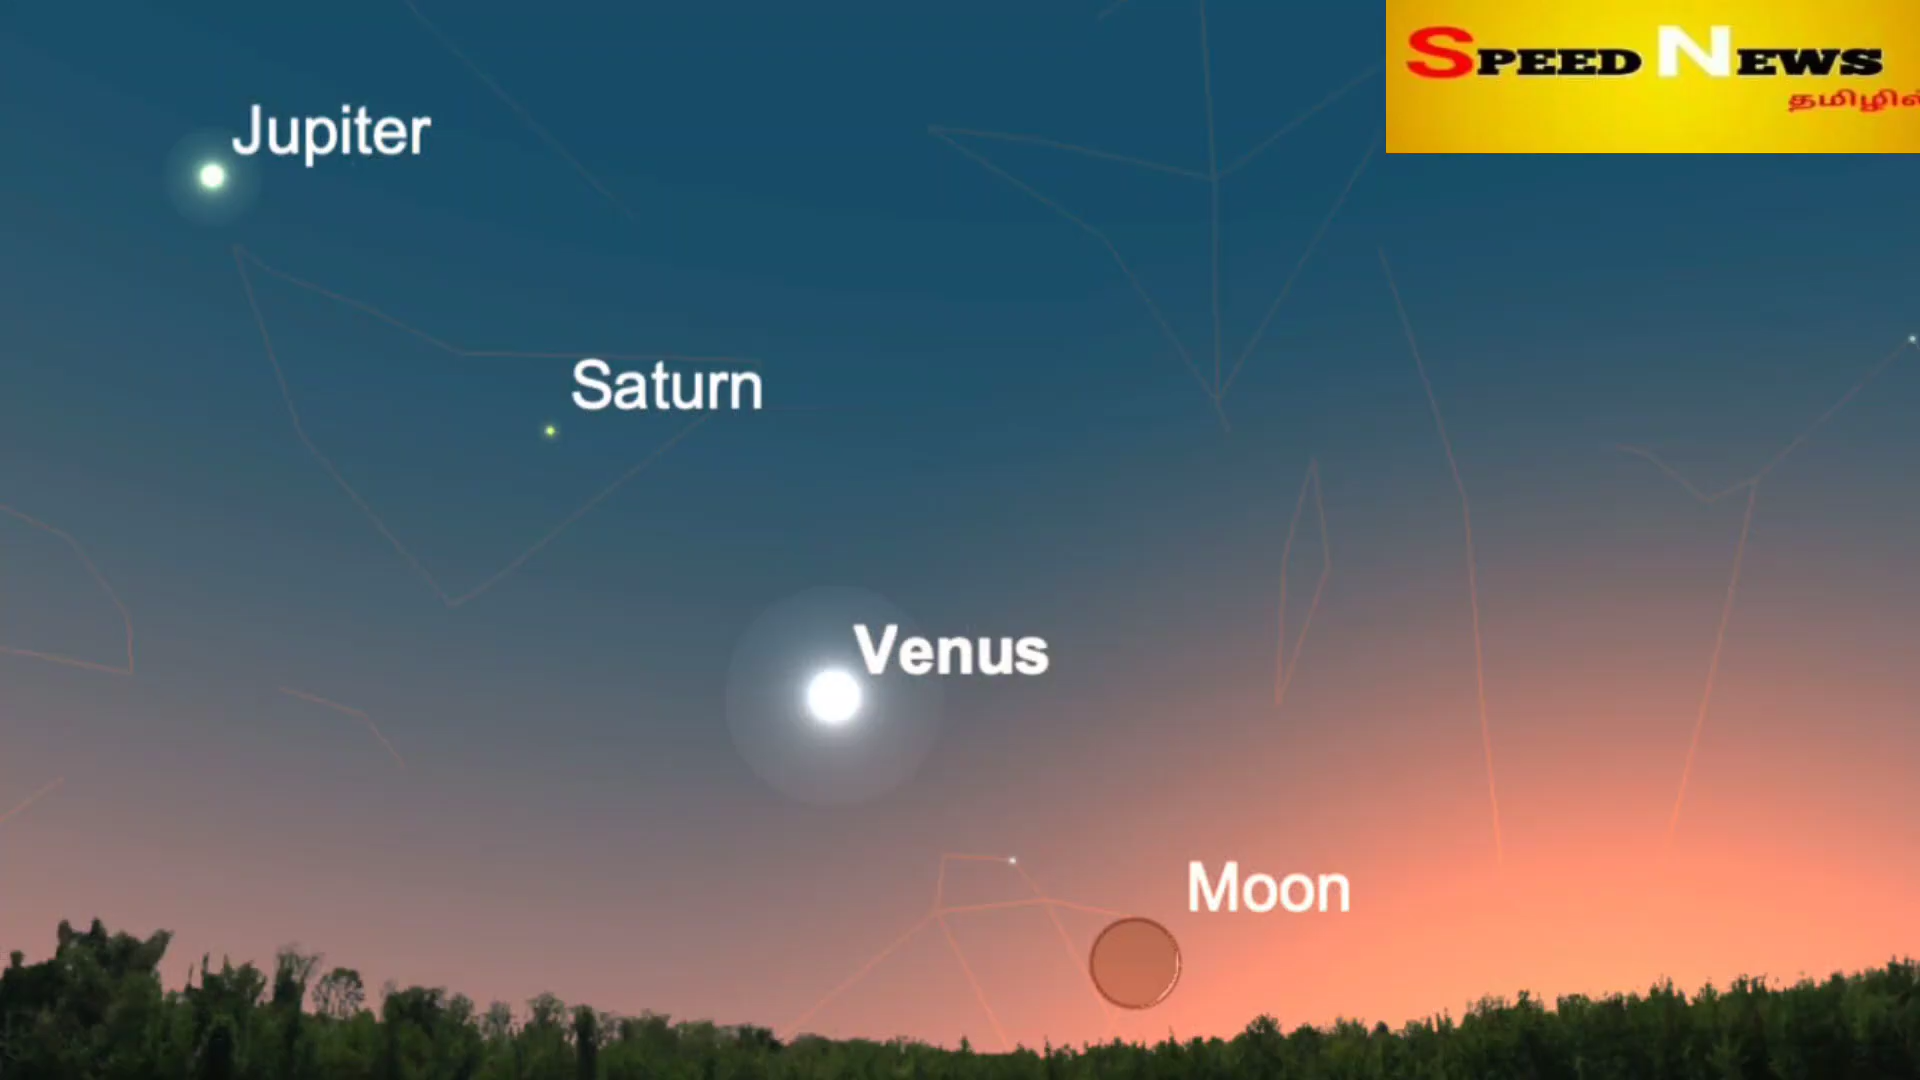 SPEED NEWS
தமிழில்
Jupiter
Saturn
Venus
Moon